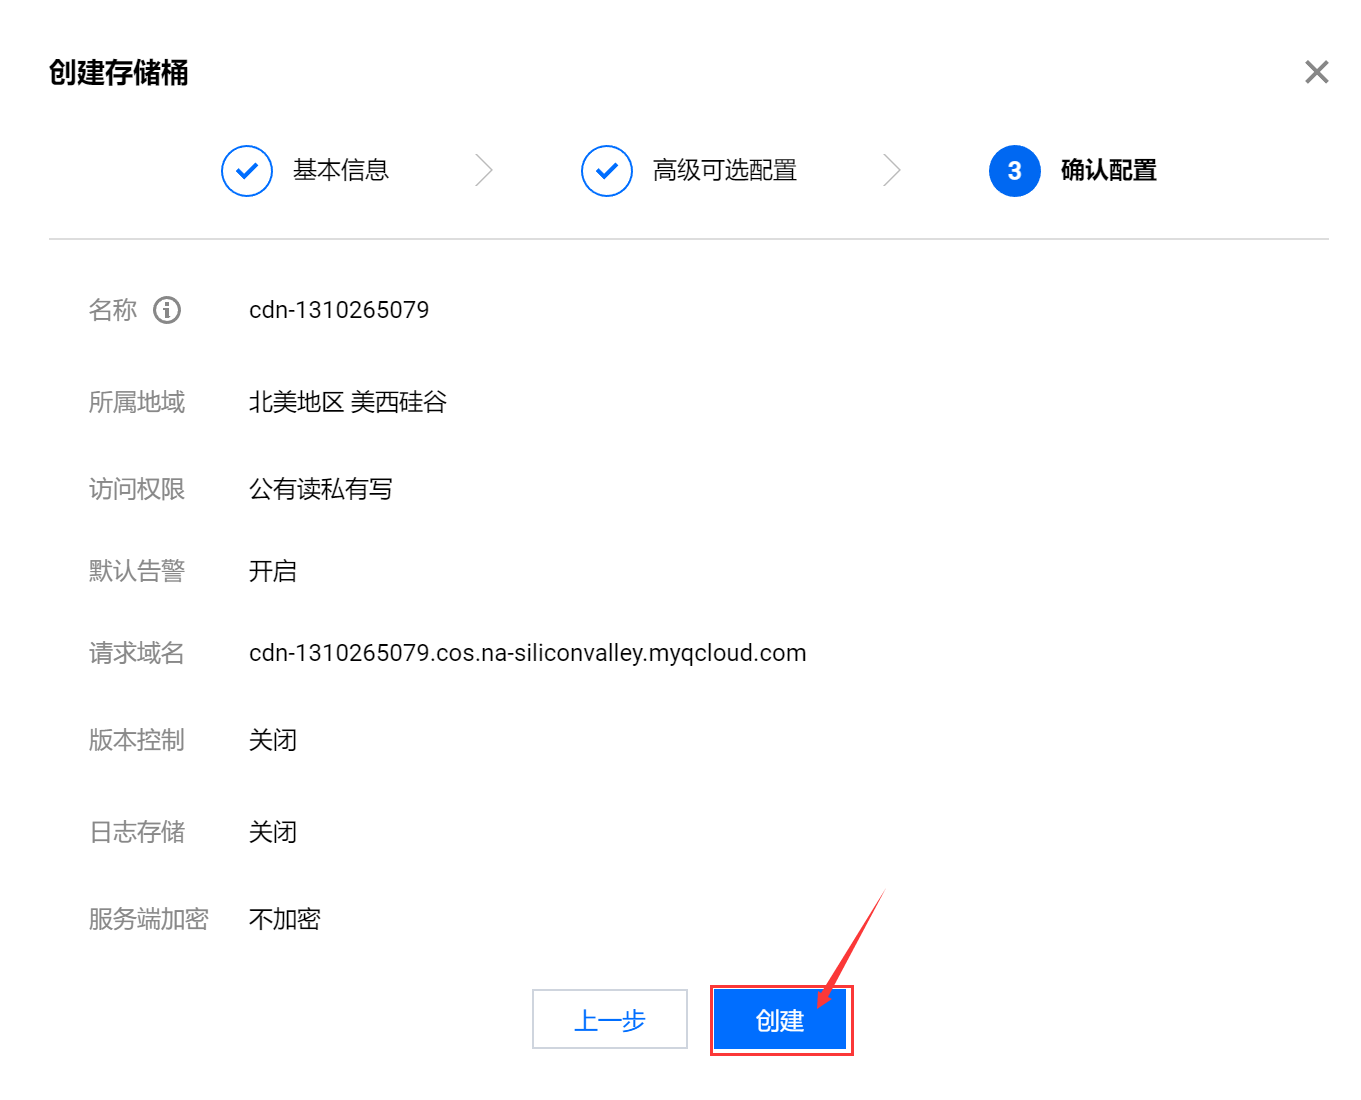 创建存储桶
基本信息
高级可选配置
3 确认配置
名称 cdn-1310265079
所属地域 北美地区 美西硅谷
访问权限 公有读私有写
默认告警 开启
请求域名 cdn-1310265079.cos.na-siliconvalley.myqcloud.com
版本控制 关闭
日志存储 关闭
服务端加密 不加密
上一步 创建